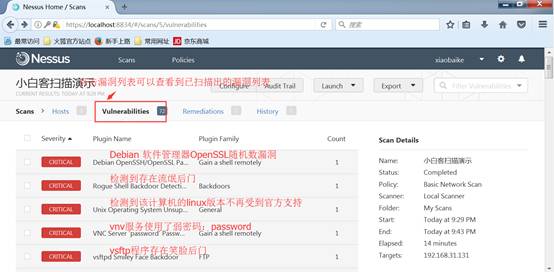 Nessus Home / Scans
https://localhost:8834/#/scans/5/vulnerabilities
搜索
最常访问 火狐官方站点 新手上路 常用网址 京东商城
Nessus Scans Policies xiaobaike
小白客扫描演示
CURRENT RESULTS: TODAY AT 9:29 PM
漏洞列表可以查看到已扫描出的漏洞列表
Configure Audit Trail Launch Export Filter Vulnerabilities
Scans Hosts Vulnerabilities 72 Remediations History
Severity Plugin Name Plugin Family Count
Scan Details
Debian 软件管理器OpenSSL随机数漏洞
CRITICAL Debian OpenSSH/OpenSSL Pa... Gain a shell remotely 1
检测到存在流氓后门
CRITICAL Rogue Shell Backdoor Detecti... Backdoors 1
检测到该计算机的linux版本不再受到官方支持
CRITICAL Unix Operating System Unsup... General 1
vnv服务使用了弱密码：password
CRITICAL VNC Server 'password' Passw... Gain a shell remotely 1
vsftp程序存在笑脸后门
CRITICAL vsftpd Smiley Face Backdoor FTP 1
Name: 小白客扫描演示
Status: Completed
Policy: Basic Network Scan
Scanner: Local Scanner
Folder: My Scans
Start: Today at 9:29 PM
End: Today at 9:43 PM
Elapsed: 14 minutes
Targets: 192.168.31.131